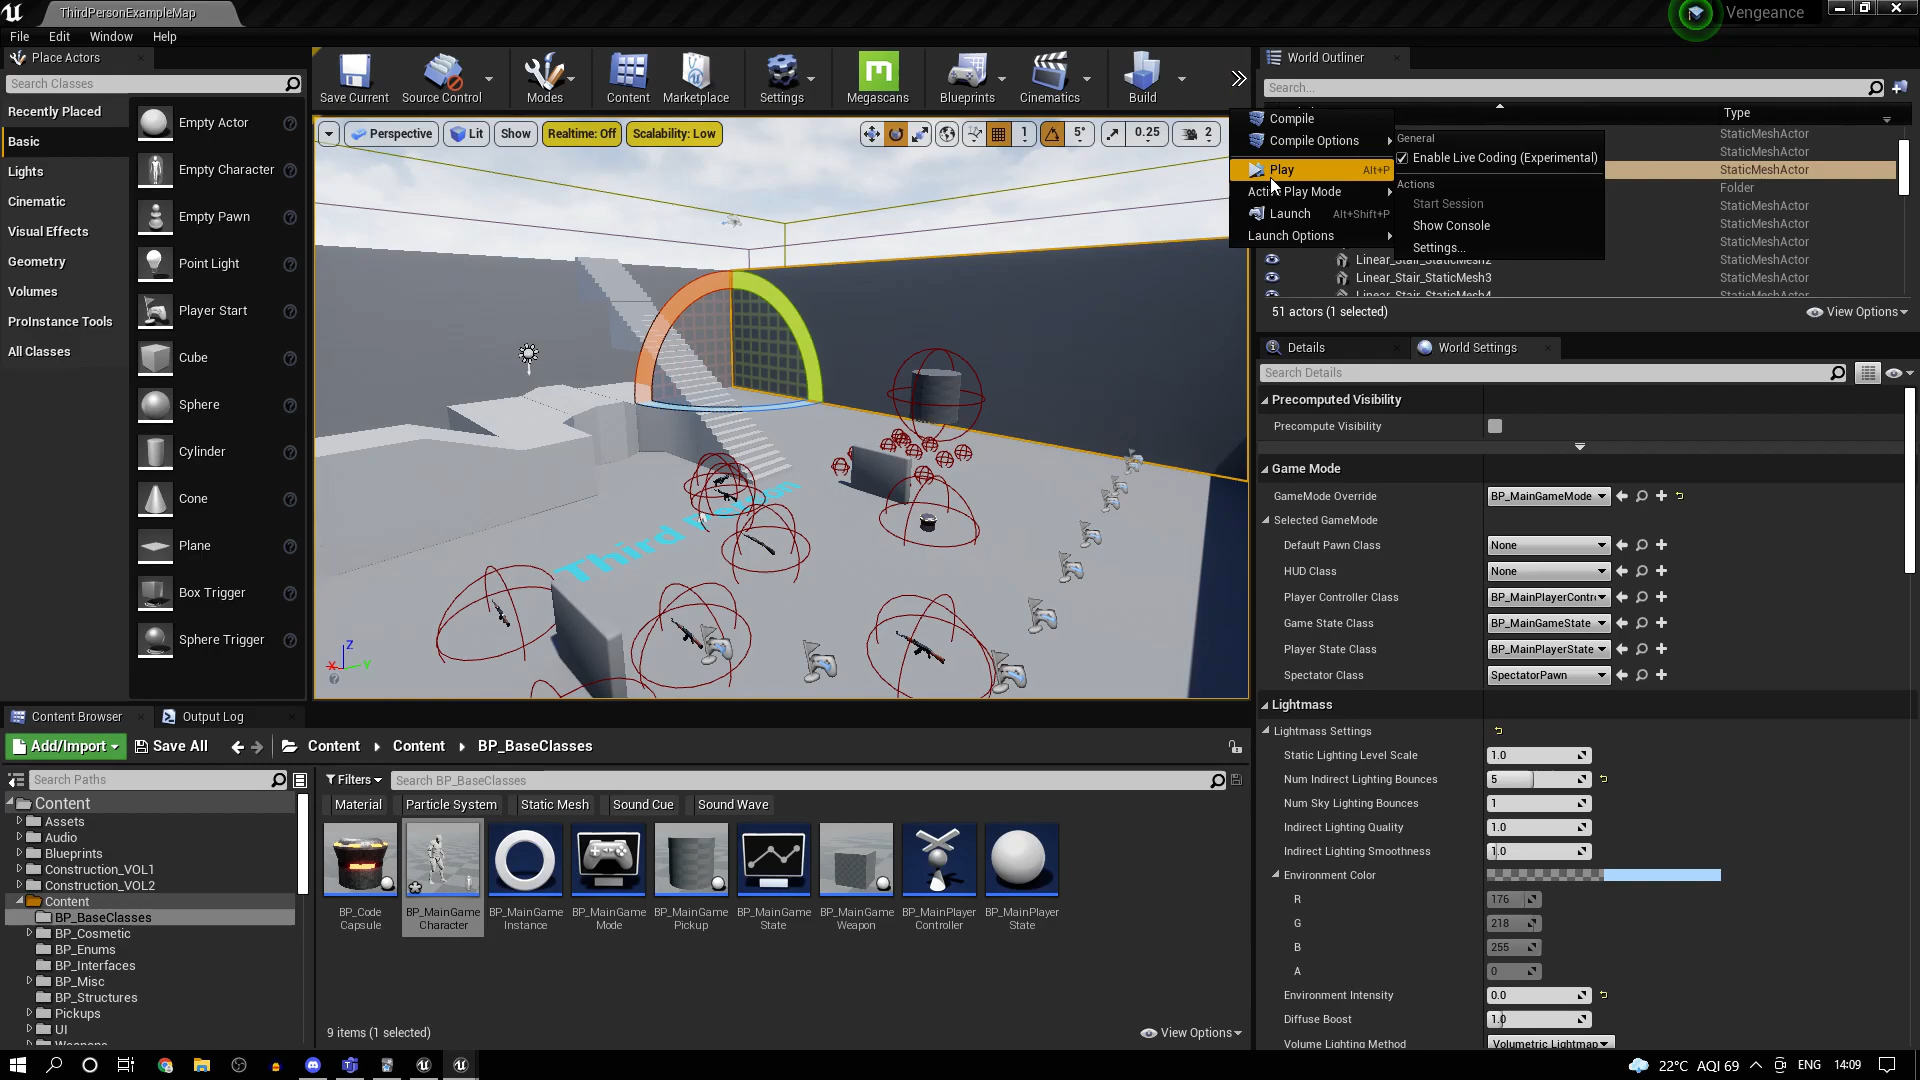 ThirdPersonExampleMap
Vengeance
File Edit Window Help
Place Actors
Search Classes
Recently Placed
Basic
Lights
Cinematic
Visual Effects
Geometry
Volumes
ProInstance Tools
All Classes
Empty Actor
Empty Character
Empty Pawn
Point Light
Player Start
Cube
Sphere
Cylinder
Cone
Plane
Box Trigger
Sphere Trigger
Save Current
Source Control
Modes
Content
Marketplace
Settings
Megascans
Blueprints
Cinematics
Build
Perspective
Lit
Show
Realtime: Off
Scalability: Low
1
5°
0.25
2
Third Person
Z
X
Y
Compile
Compile Options
Play Alt+P
Active Play Mode
Launch Alt+Shift+P
Launch Options
General
Enable Live Coding (Experimental)
Actions
Start Session
Show Console
Settings...
World Outliner
Search...
Type
StaticMeshActor
StaticMeshActor
StaticMeshActor
Folder
StaticMeshActor
StaticMeshActor
StaticMeshActor
Linear_Stair_StaticMesh2 StaticMeshActor
Linear_Stair_StaticMesh3 StaticMeshActor
Linear_Stair_StaticMesh4 StaticMeshActor
51 actors (1 selected)
View Options
Details
World Settings
Search Details
Precomputed Visibility
Precompute Visibility
Game Mode
GameMode Override BP_MainGameMode
Selected GameMode
Default Pawn Class None
HUD Class None
Player Controller Class BP_MainPlayerContr
Game State Class BP_MainGameState
Player State Class BP_MainPlayerState
Spectator Class SpectatorPawn
Lightmass
Lightmass Settings
Static Lighting Level Scale 1.0
Num Indirect Lighting Bounces 5
Num Sky Lighting Bounces 1
Indirect Lighting Quality 1.0
Indirect Lighting Smoothness 1.0
Environment Color
R 176
G 218
B 255
A 0
Environment Intensity 0.0
Diffuse Boost 1.0
Volume Lighting Method Volumetric Lightmap
Content Browser
Output Log
Add/Import
Save All
Content
Content
BP_BaseClasses
Search Paths
Filters
Search BP_BaseClasses
Material
Particle System
Static Mesh
Sound Cue
Sound Wave
Content
Assets
Audio
Blueprints
Construction_VOL1
Construction_VOL2
Content
BP_BaseClasses
BP_Cosmetic
BP_Enums
BP_Interfaces
BP_Misc
BP_Structures
Pickups
UI
Weapons
BP_Code
Capsule
BP_MainGame
Character
BP_MainGame
Instance
BP_MainGame
Mode
BP_MainGame
Pickup
BP_MainGame
State
BP_MainGame
Weapon
BP_MainPlayer
Controller
BP_MainPlayer
State
9 items (1 selected)
View Options
22°C AQI 69
ENG
14:09